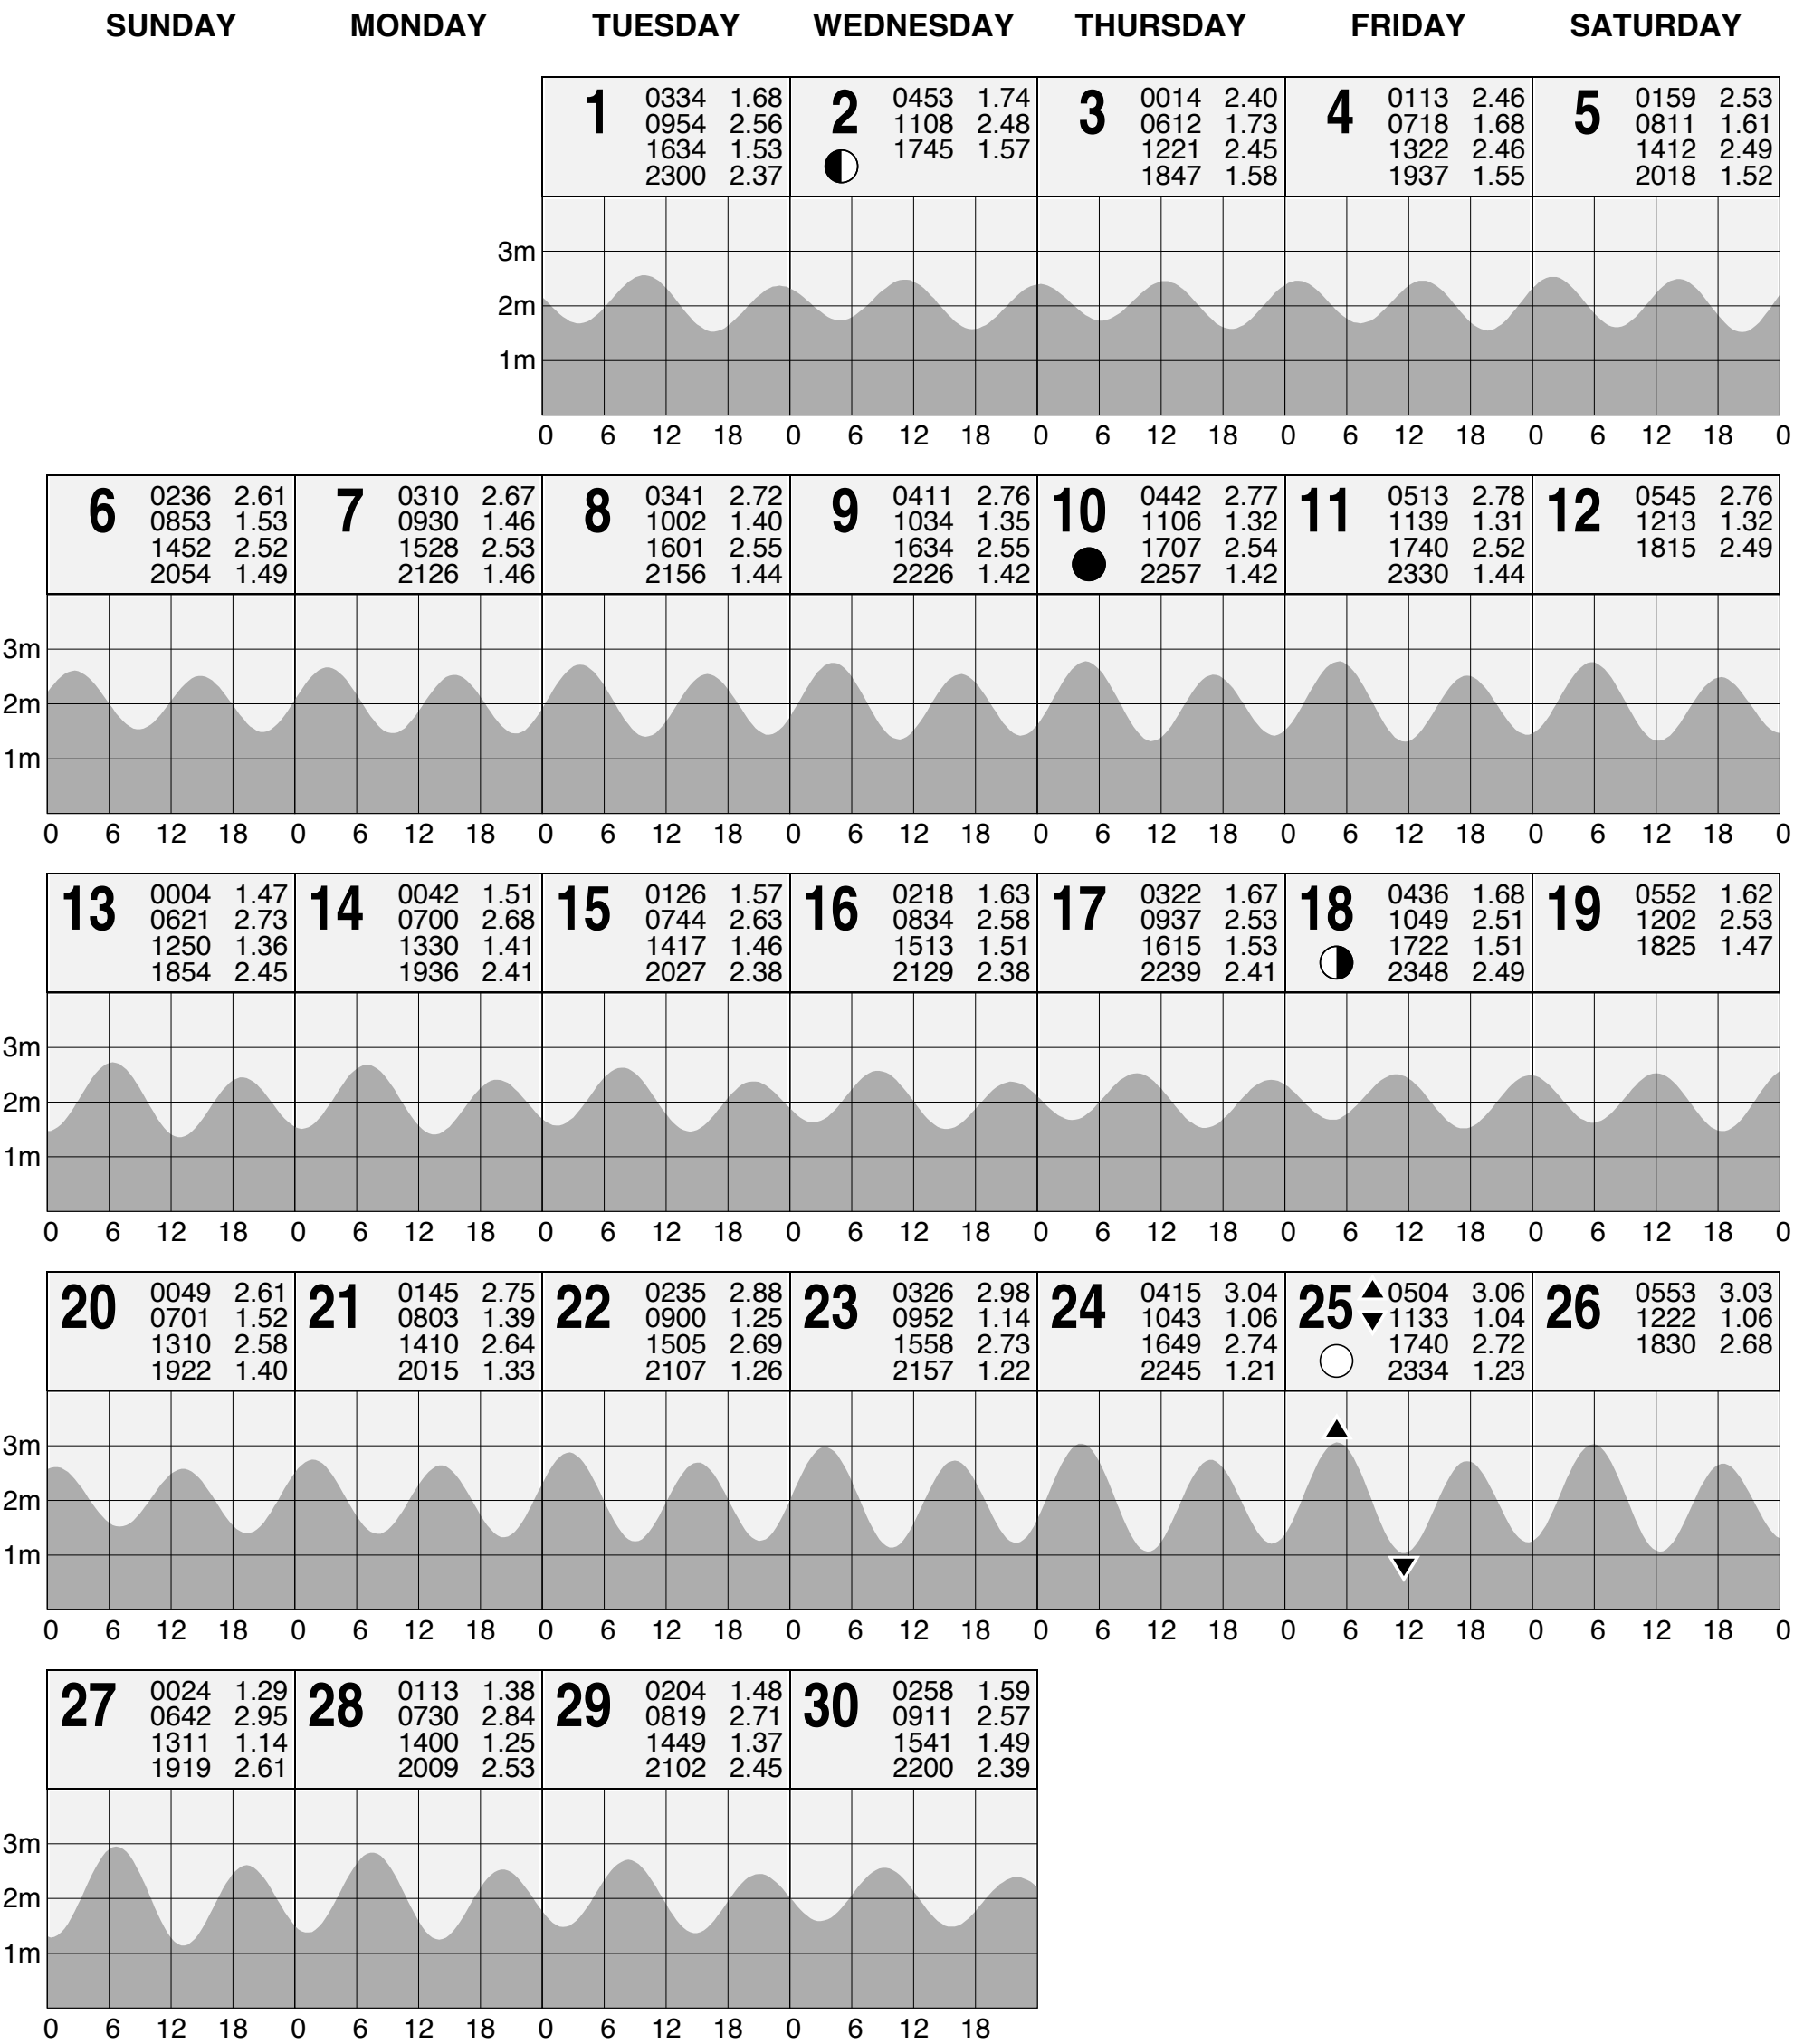 SUNDAY MONDAY TUESDAY WEDNESDAY THURSDAY FRIDAY SATURDAY
1 0334 1.68 2 0453 1.74 3 0014 2.40 4 0113 2.46 5 0159 2.53
0954 2.56 1108 2.48 0612 1.73 0718 1.68 0811 1.61
1634 1.53 1745 1.57 1221 2.45 1322 2.46 1412 2.49
2300 2.37 1847 1.58 1937 1.55 2018 1.52
3m
2m
1m
0 6 12 18 0 6 12 18 0 6 12 18 0 6 12 18 0 6 12 18 0
6 0236 2.61 7 0310 2.67 8 0341 2.72 9 0411 2.76 10 0442 2.77 11 0513 2.78 12 0545 2.76
0853 1.53 0930 1.46 1002 1.40 1034 1.35 1106 1.32 1139 1.31 1213 1.32
1452 2.52 1528 2.53 1601 2.55 1634 2.55 1707 2.54 1740 2.52 1815 2.49
2054 1.49 2126 1.46 2156 1.44 2226 1.42 2257 1.42 2330 1.44
3m
2m
1m
0 6 12 18 0 6 12 18 0 6 12 18 0 6 12 18 0 6 12 18 0 6 12 18 0 6 12 18 0
13 0004 1.47 14 0042 1.51 15 0126 1.57 16 0218 1.63 17 0322 1.67 18 0436 1.68 19 0552 1.62
0621 2.73 0700 2.68 0744 2.63 0834 2.58 0937 2.53 1049 2.51 1202 2.53
1250 1.36 1330 1.41 1417 1.46 1513 1.51 1615 1.53 1722 1.51 1825 1.47
1854 2.45 1936 2.41 2027 2.38 2129 2.38 2239 2.41 2348 2.49
3m
2m
1m
0 6 12 18 0 6 12 18 0 6 12 18 0 6 12 18 0 6 12 18 0 6 12 18 0 6 12 18 0
20 0049 2.61 21 0145 2.75 22 0235 2.88 23 0326 2.98 24 0415 3.04 25 0504 3.06 26 0553 3.03
0701 1.52 0803 1.39 0900 1.25 0952 1.14 1043 1.06 1133 1.04 1222 1.06
1310 2.58 1410 2.64 1505 2.69 1558 2.73 1649 2.74 1740 2.72 1830 2.68
1922 1.40 2015 1.33 2107 1.26 2157 1.22 2245 1.21 2334 1.23
3m
2m
1m
0 6 12 18 0 6 12 18 0 6 12 18 0 6 12 18 0 6 12 18 0 6 12 18 0 6 12 18 0
27 0024 1.29 28 0113 1.38 29 0204 1.48 30 0258 1.59
0642 2.95 0730 2.84 0819 2.71 0911 2.57
1311 1.14 1400 1.25 1449 1.37 1541 1.49
1919 2.61 2009 2.53 2102 2.45 2200 2.39
3m
2m
1m
0 6 12 18 0 6 12 18 0 6 12 18 0 6 12 18